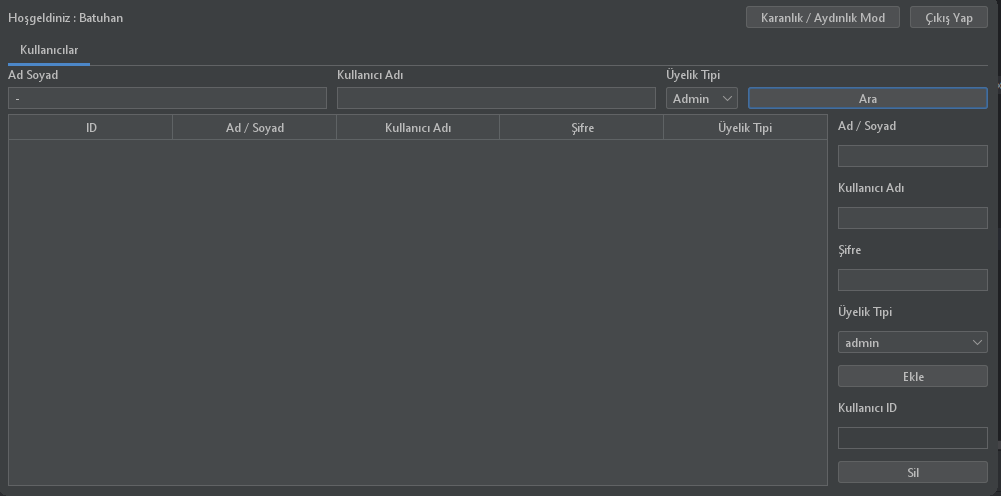 Hoşgeldiniz : Batuhan
Karanlık / Aydınlık Mod
Çıkış Yap
Kullanıcılar
Ad Soyad
Kullanıcı Adı
Üyelik Tipi
-
Admin
Ara
ID
Ad / Soyad
Kullanıcı Adı
Şifre
Üyelik Tipi
Ad / Soyad
Kullanıcı Adı
Şifre
Üyelik Tipi
admin
Ekle
Kullanıcı ID
Sil